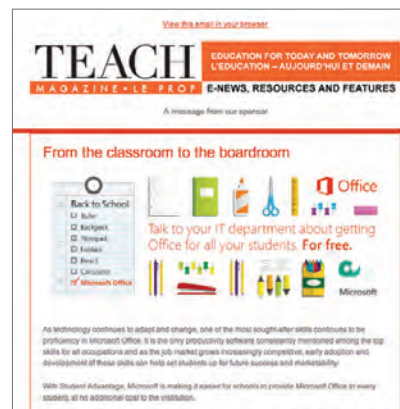 View this email in your browser
TEACH
MAGAZINE • LE PROF
EDUCATION FOR TODAY AND TOMORROW
L'EDUCATION – AUJOURD'HUI ET DEMAIN
E-NEWS, RESOURCES AND FEATURES
A message from our sponsor
From the classroom to the boardroom
Back to School
Ruler
Backpack
Notepad
Folders
Pencil
Calculator
Microsoft Office
Office
Talk to your IT department about getting
Office for all your students. For free.
Microsoft
As technology continues to adapt and change, one of the most sought-after skills continues to be
proficiency in Microsoft Office. It is the only productivity software consistently mentioned among the top
skills for all occupations and as the job market grows increasingly competitive, early adoption and
development of these skills can help set students up for future success and marketability.
With Student Advantage, Microsoft is making it easier for schools to provide Microsoft Office to every
student, at no additional cost to the institution.